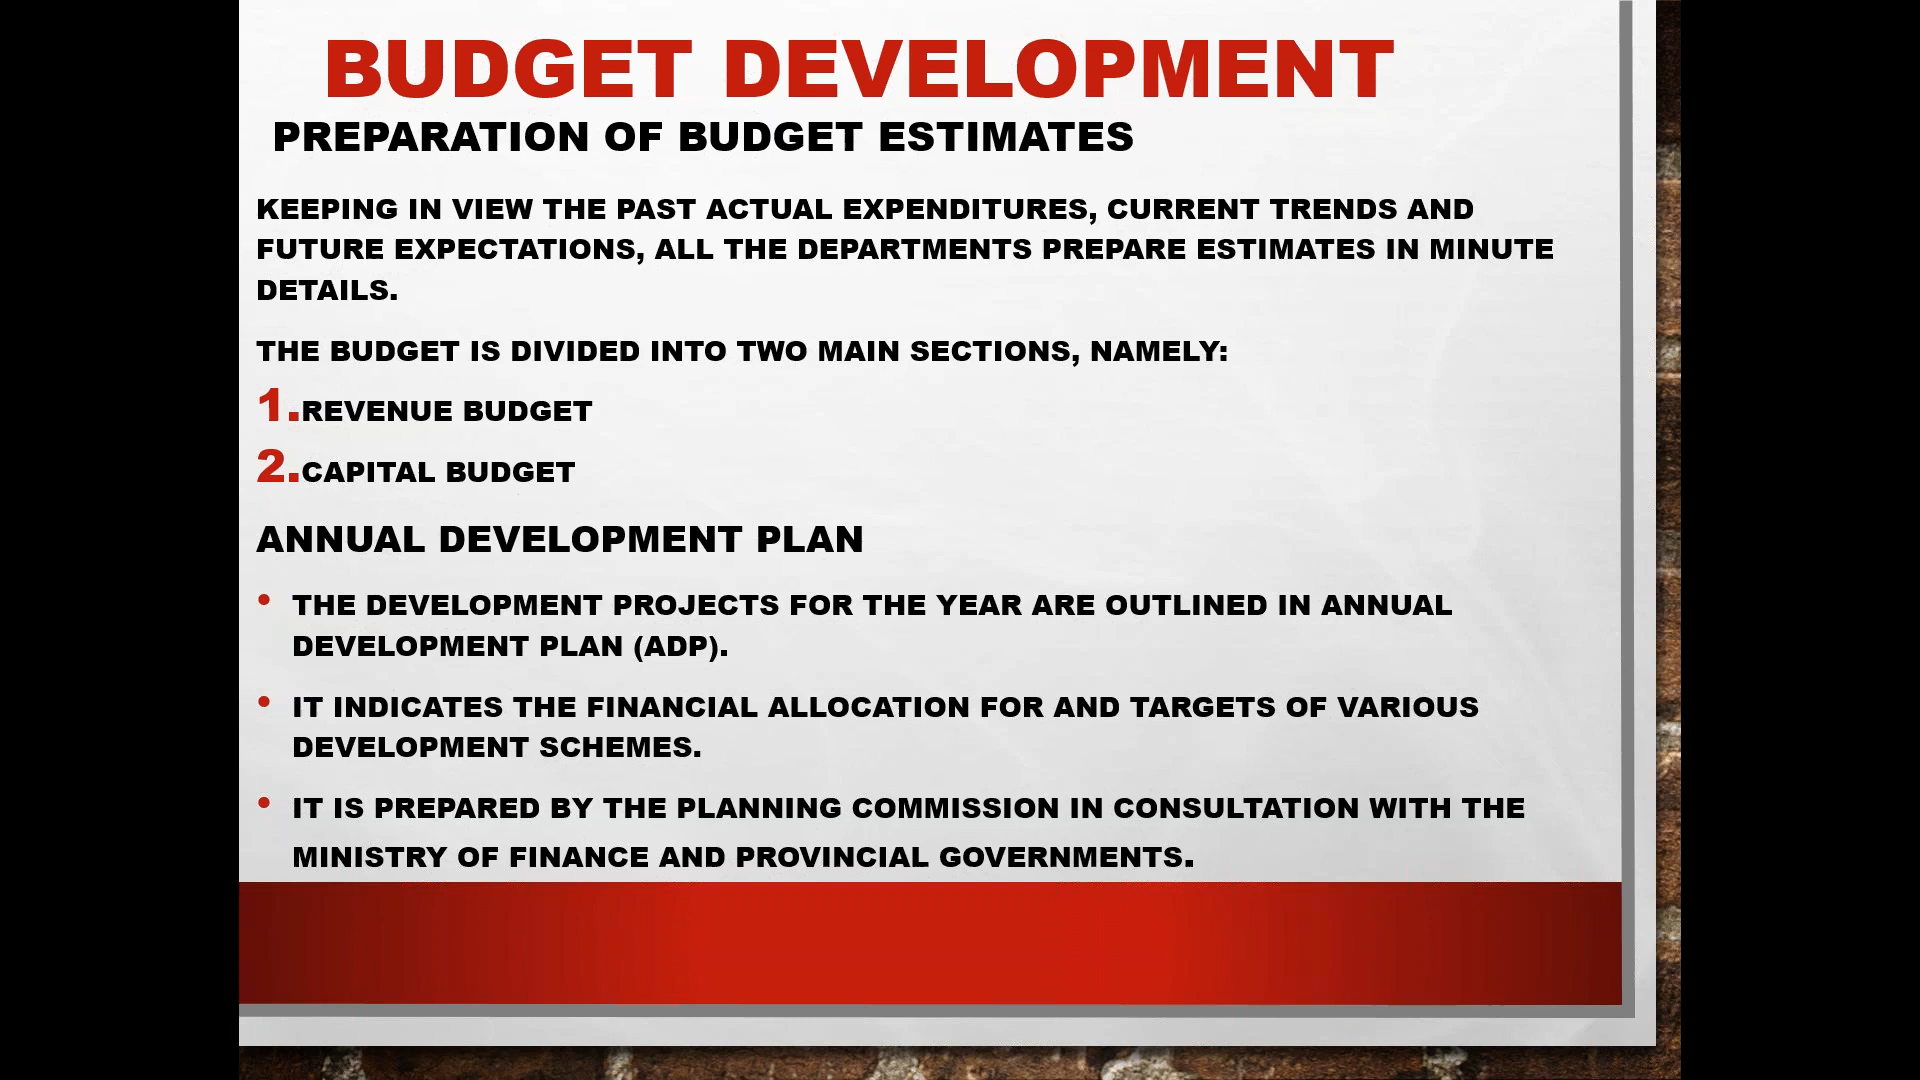 BUDGET DEVELOPMENT
PREPARATION OF BUDGET ESTIMATES
KEEPING IN VIEW THE PAST ACTUAL EXPENDITURES, CURRENT TRENDS AND
FUTURE EXPECTATIONS, ALL THE DEPARTMENTS PREPARE ESTIMATES IN MINUTE
DETAILS.
THE BUDGET IS DIVIDED INTO TWO MAIN SECTIONS, NAMELY:
1.REVENUE BUDGET
2.CAPITAL BUDGET
ANNUAL DEVELOPMENT PLAN
• THE DEVELOPMENT PROJECTS FOR THE YEAR ARE OUTLINED IN ANNUAL
DEVELOPMENT PLAN (ADP).
• IT INDICATES THE FINANCIAL ALLOCATION FOR AND TARGETS OF VARIOUS
DEVELOPMENT SCHEMES.
• IT IS PREPARED BY THE PLANNING COMMISSION IN CONSULTATION WITH THE
MINISTRY OF FINANCE AND PROVINCIAL GOVERNMENTS.